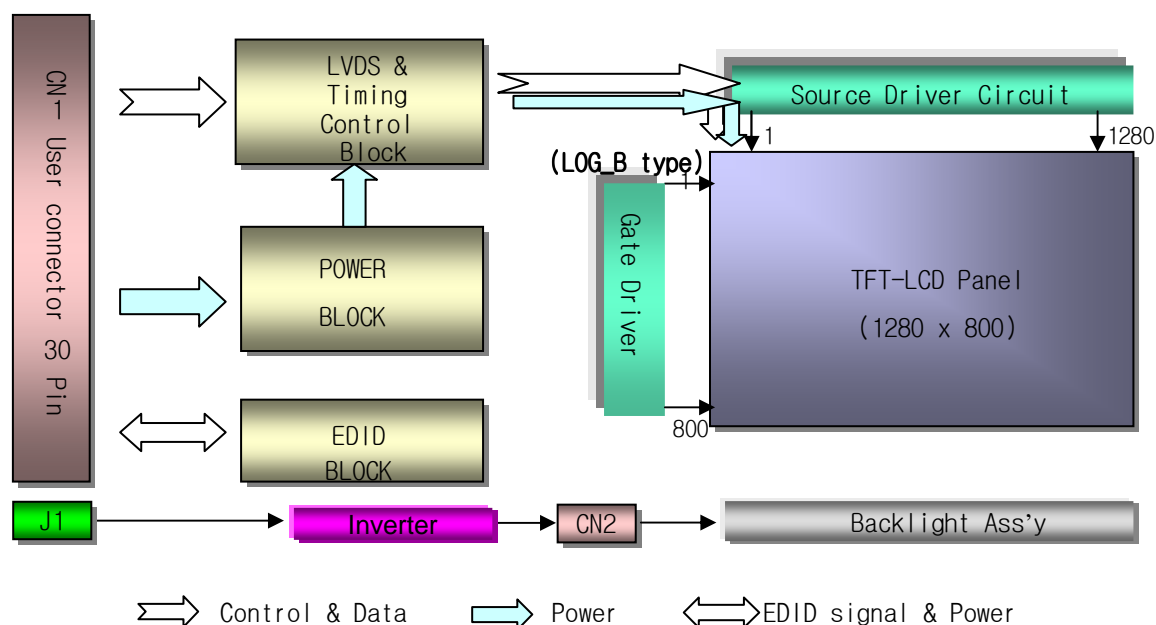 CN-1 User connector 30 Pin
LVDS &
Timing
Control
Block
Source Driver Circuit
1
1280
(LOG_B type)
1
Gate Driver
800
POWER
BLOCK
TFT-LCD Panel
(1280 x 800)
EDID
BLOCK
J1
Inverter
CN2
Backlight Ass’y
Control & Data
Power
EDID signal & Power